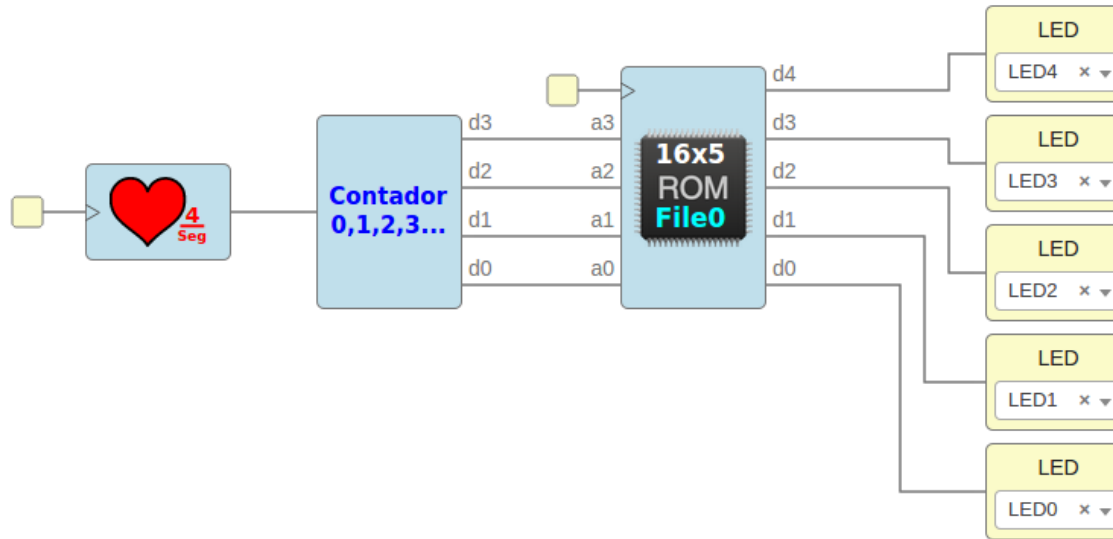 4
Seg
Contador
0,1,2,3...
d3
d2
d1
d0
a3
a2
a1
a0
16x5
ROM
File0
d4
d3
d2
d1
d0
LED
LED4 ×
LED
LED3 ×
LED
LED2 ×
LED
LED1 ×
LED
LED0 ×